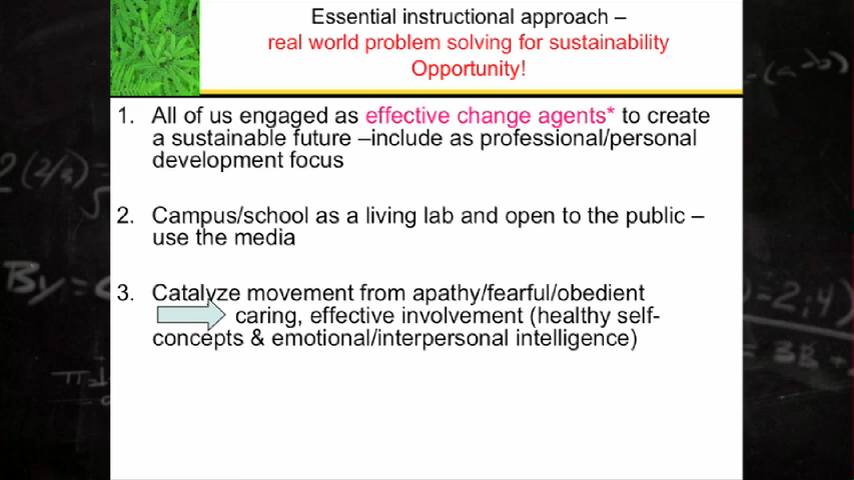 Essential instructional approach –
real world problem solving for sustainability
Opportunity!
1. All of us engaged as effective change agents* to create
a sustainable future –include as professional/personal
development focus
2. Campus/school as a living lab and open to the public –
use the media
3. Catalyze movement from apathy/fearful/obedient
caring, effective involvement (healthy self-
concepts & emotional/interpersonal intelligence)